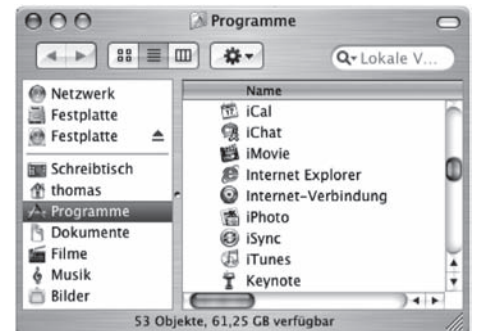 Programme
Lokale V...
Netzwerk
Festplatte
Festplatte
Schreibtisch
thomas
Programme
Dokumente
Filme
Musik
Bilder
Name
iCal
iChat
iMovie
Internet Explorer
Internet-Verbindung
iPhoto
iSync
iTunes
Keynote
53 Objekte, 61,25 GB verfügbar